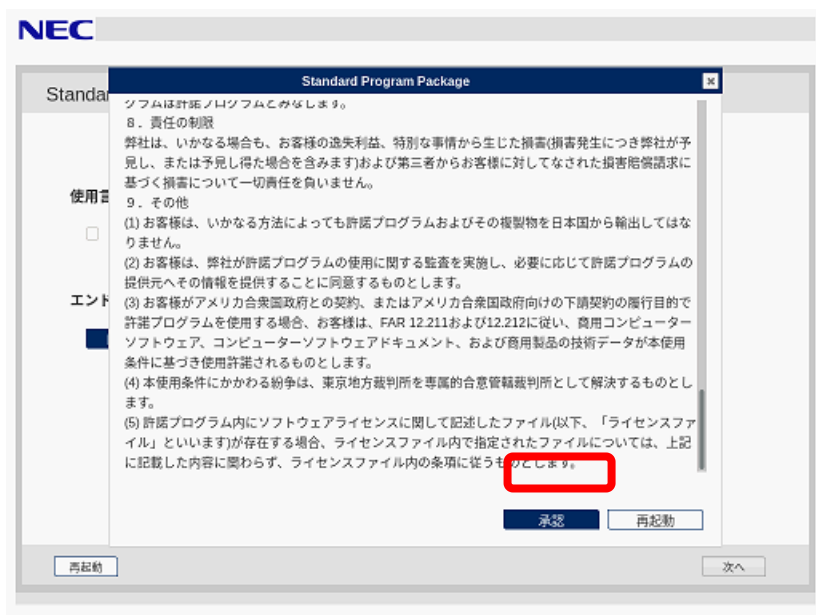 NEC
Standar
Standard Program Package
グラムは許諾プログラムとみなします。
8．責任の制限
弊社は、いかなる場合も、お客様の逸失利益、特別な事情から生じた損害(損害発生につき弊社が予
見し、または予見し得た場合を含みます)および第三者からお客様に対してなされた損害賠償請求に
基づく損害について一切責任を負いません。
9．その他
(1) お客様は、いかなる方法によっても許諾プログラムおよびその複製物を日本国から輸出してはな
りません。
(2) お客様は、弊社が許諾プログラムの使用に関する監査を実施し、必要に応じて許諾プログラムの
提供元へその情報を提供することに同意するものとします。
(3) お客様がアメリカ合衆国政府との契約、またはアメリカ合衆国政府向けの下請契約の履行目的で
許諾プログラムを使用する場合、お客様は、FAR 12.211および12.212に従い、商用コンピューター
ソフトウェア、コンピューターソフトウェアドキュメント、および商用製品の技術データが本使用
条件に基づき使用許諾されるものとします。
(4) 本使用条件にかかわる紛争は、東京地方裁判所を専属的合意管轄裁判所として解決するものとし
ます。
(5) 許諾プログラム内にソフトウェアライセンスに関して記述したファイル(以下、「ライセンスファ
イル」といいます)が存在する場合、ライセンスファイル内で指定されたファイルについては、上記
に記載した内容に関わらず、ライセンスファイル内の条項に従うものとします。
使用言
エンド
承認
再起動
再起動
次へ